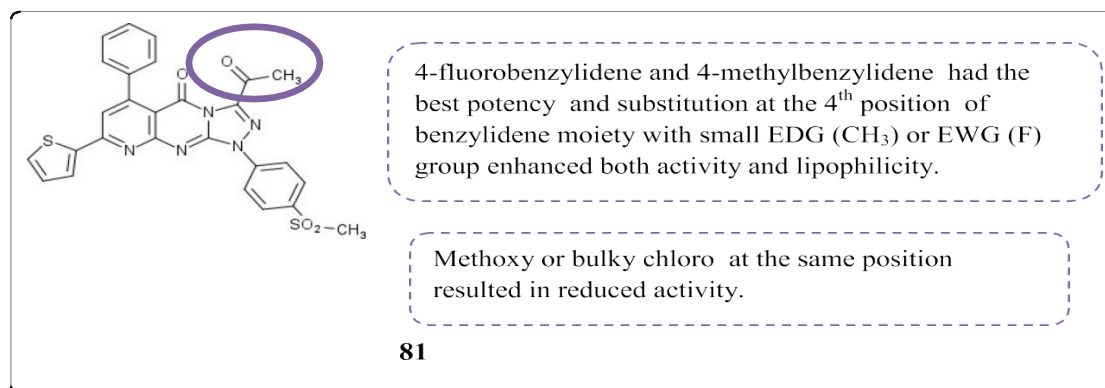 O
O
CH₃
N
N
S
N
N
N
SO₂—CH₃
4-fluorobenzylidene and 4-methylbenzylidene had the
best potency and substitution at the 4th position of
benzylidene moiety with small EDG (CH₃) or EWG (F)
group enhanced both activity and lipophilicity.
Methoxy or bulky chloro at the same position
resulted in reduced activity.
81